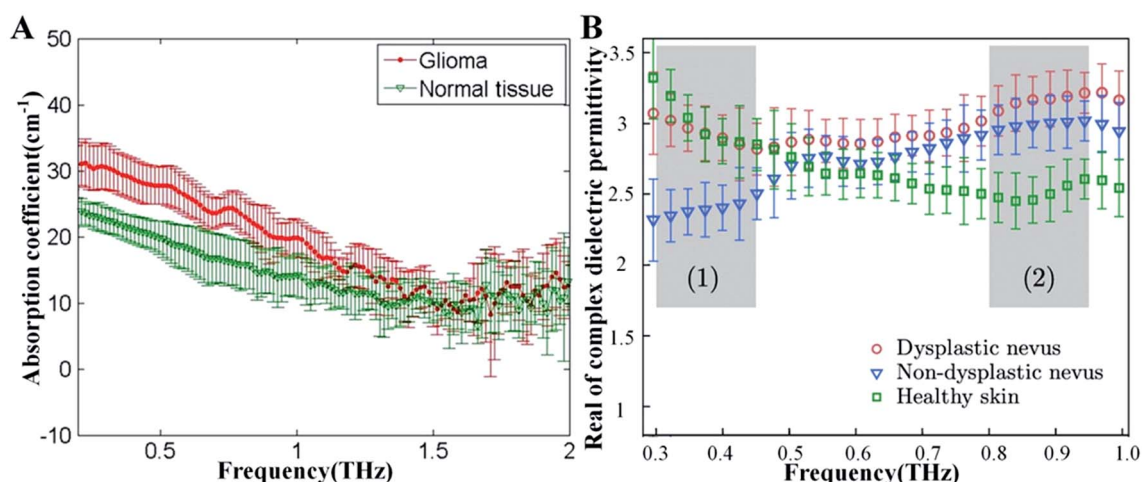 A
Absorption coefficient(cm⁻¹)
50
40
30
20
10
0
-10
0.5
1
1.5
2
Frequency(THz)
Glioma
Normal tissue
B
Real of complex dielectric permittivity
3.5
3
2.5
2
1.5
1
0.3
0.4
0.5
0.6
0.7
0.8
0.9
1.0
Frequency(THz)
(1)
(2)
Dysplastic nevus
Non-dysplastic nevus
Healthy skin